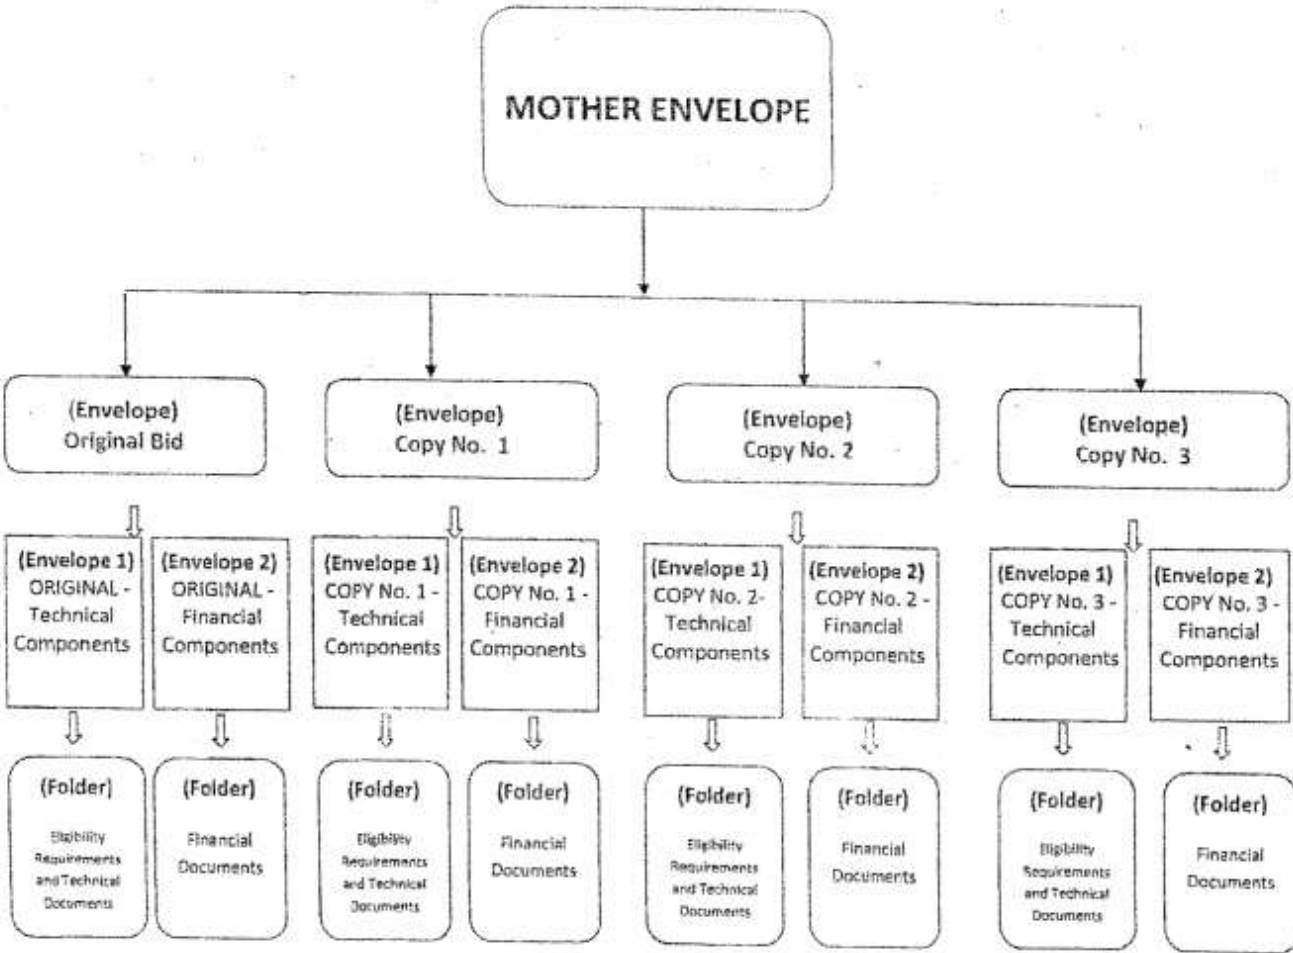 MOTHER ENVELOPE
(Envelope)
Original Bid
(Envelope)
Copy No. 1
(Envelope)
Copy No. 2
(Envelope)
Copy No. 3
(Envelope 1)
ORIGINAL -
Technical
Components
(Envelope 2)
ORIGINAL -
Financial
Components
(Envelope 1)
COPY No. 1 -
Technical
Components
(Envelope 2)
COPY No. 1 -
Financial
Components
(Envelope 1)
COPY No. 2-
Technical
Components
(Envelope 2)
COPY No. 2 -
Financial
Components
(Envelope 1)
COPY No. 3 -
Technical
Components
(Envelope 2)
COPY No. 3 -
Financial
Components
(Folder)
Eligibility
Requirements
and Technical
Documents
(Folder)
Financial
Documents
(Folder)
Eligibility
Requirements
and Technical
Documents
(Folder)
Financial
Documents
(Folder)
Eligibility
Requirements
and Technical
Documents
(Folder)
Financial
Documents
(Folder)
Eligibility
Requirements
and Technical
Documents
(Folder)
Financial
Documents